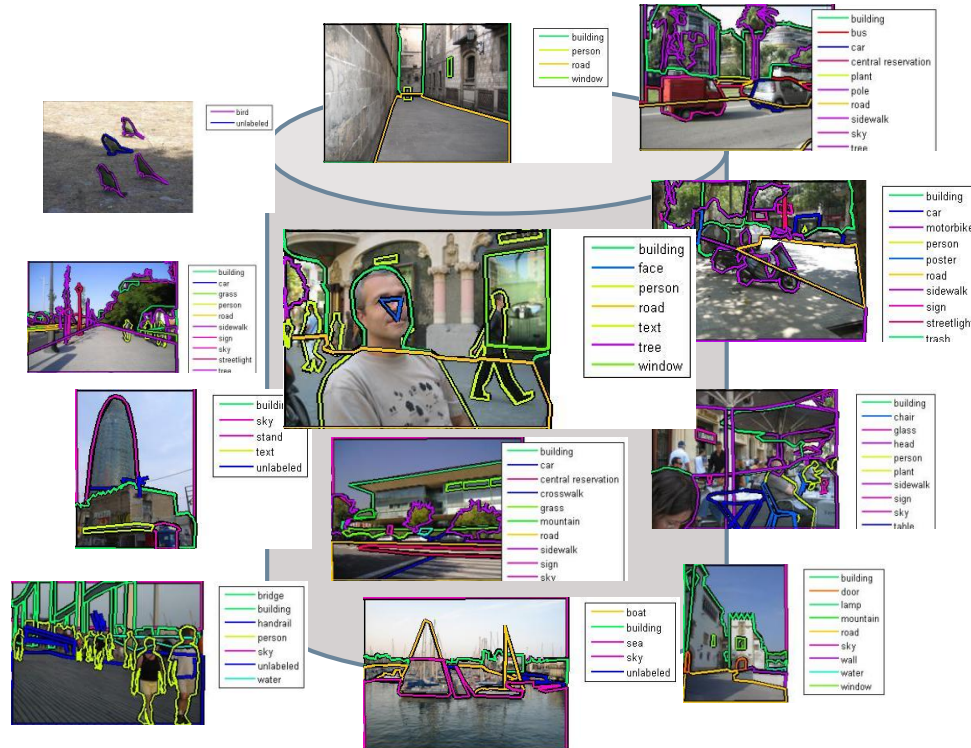 building
person
road
window
building
bus
car
central reservation
plant
pole
road
sidewalk
sky
tree
bird
unlabeled
building
car
motorbike
person
poster
road
sidewalk
sign
streetlight
trash
building
face
person
road
text
tree
window
building
car
grass
person
road
sidewalk
sign
sky
streetlight
tree
buildi
sky
stand
text
unlabeled
building
car
central reservation
crosswalk
grass
mountain
road
sidewalk
sign
sky
building
chair
glass
head
person
plant
sidewalk
sign
sky
table
bridge
building
handrail
person
sky
unlabeled
water
boat
building
sea
sky
unlabeled
building
door
lamp
mountain
road
sky
wall
water
window